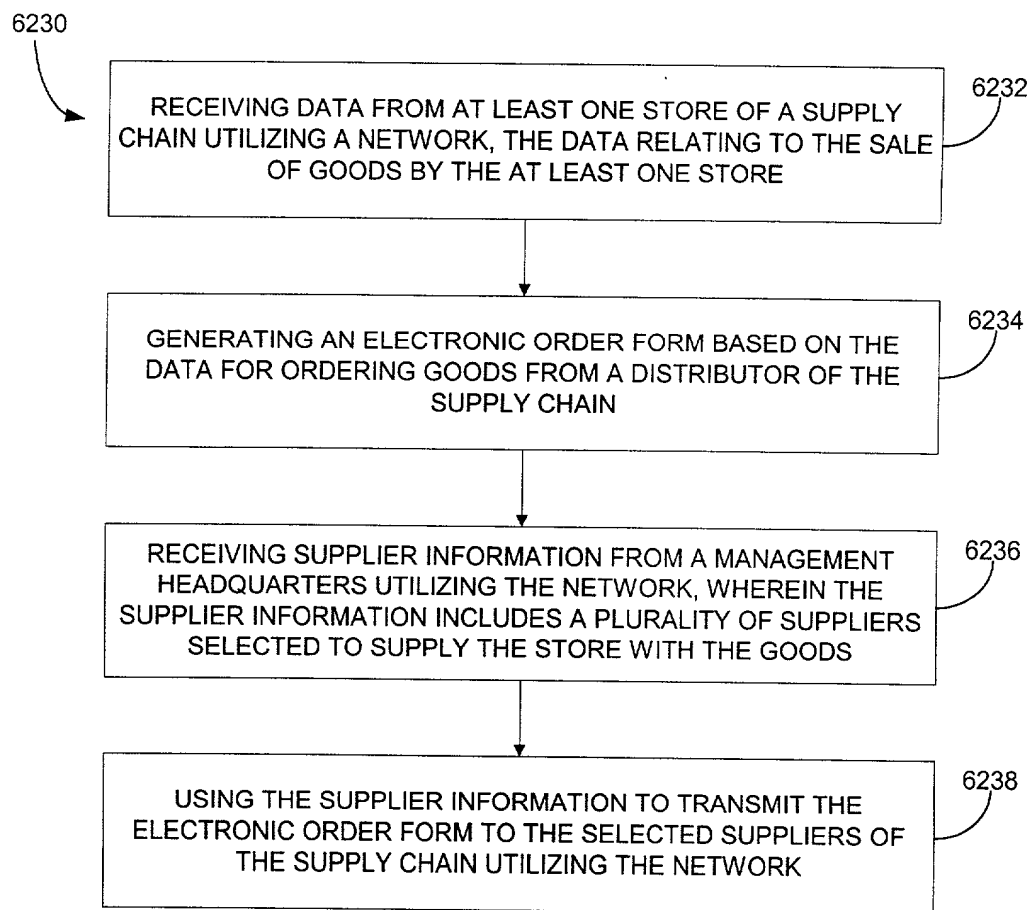 6230
6232
RECEIVING DATA FROM AT LEAST ONE STORE OF A SUPPLY
CHAIN UTILIZING A NETWORK, THE DATA RELATING TO THE SALE
OF GOODS BY THE AT LEAST ONE STORE
6234
GENERATING AN ELECTRONIC ORDER FORM BASED ON THE
DATA FOR ORDERING GOODS FROM A DISTRIBUTOR OF THE
SUPPLY CHAIN
6236
RECEIVING SUPPLIER INFORMATION FROM A MANAGEMENT
HEADQUARTERS UTILIZING THE NETWORK, WHEREIN THE
SUPPLIER INFORMATION INCLUDES A PLURALITY OF SUPPLIERS
SELECTED TO SUPPLY THE STORE WITH THE GOODS
6238
USING THE SUPPLIER INFORMATION TO TRANSMIT THE
ELECTRONIC ORDER FORM TO THE SELECTED SUPPLIERS OF
THE SUPPLY CHAIN UTILIZING THE NETWORK